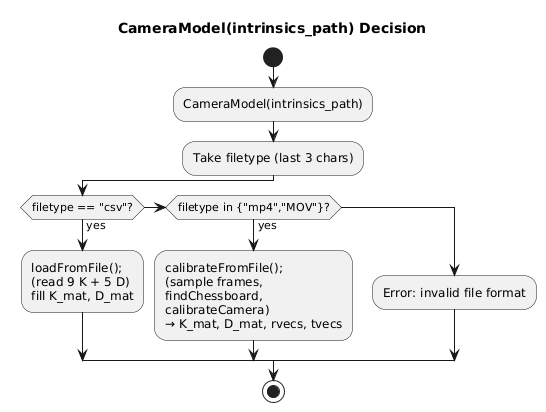 CameraModel(intrinsics_path) Decision
CameraModel(intrinsics_path)
Take filetype (last 3 chars)
filetype == "csv"?
filetype in {"mp4","MOV"}?
yes
yes
loadFromFile();
(read 9 K + 5 D)
fill K_mat, D_mat
calibrateFromFile();
(sample frames,
findChessboard,
calibrateCamera)
→ K_mat, D_mat, rvecs, tvecs
Error: invalid file format